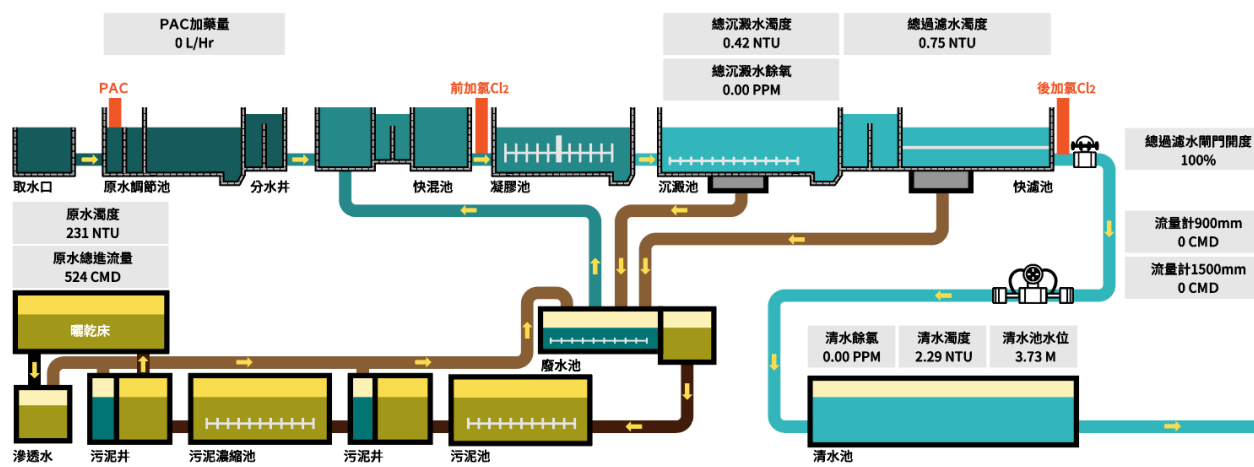 PAC加藥量
0 L/Hr
總沉澱水濁度
0.42 NTU
總過濾水濁度
0.75 NTU
總沉澱水餘氧
0.00 PPM
PAC
前加氯Cl₂
後加氯Cl₂
總過濾水閘門開度
100%
取水口
原水調節池
分水井
快混池
凝膠池
沉澱池
快濾池
原水濁度
231 NTU
原水總進流量
524 CMD
流量計900mm
0 CMD
流量計1500mm
0 CMD
曬乾床
廢水池
清水餘氯
0.00 PPM
清水濁度
2.29 NTU
清水池水位
3.73 M
滲透水
污泥井
污泥濃縮池
污泥井
污泥池
清水池